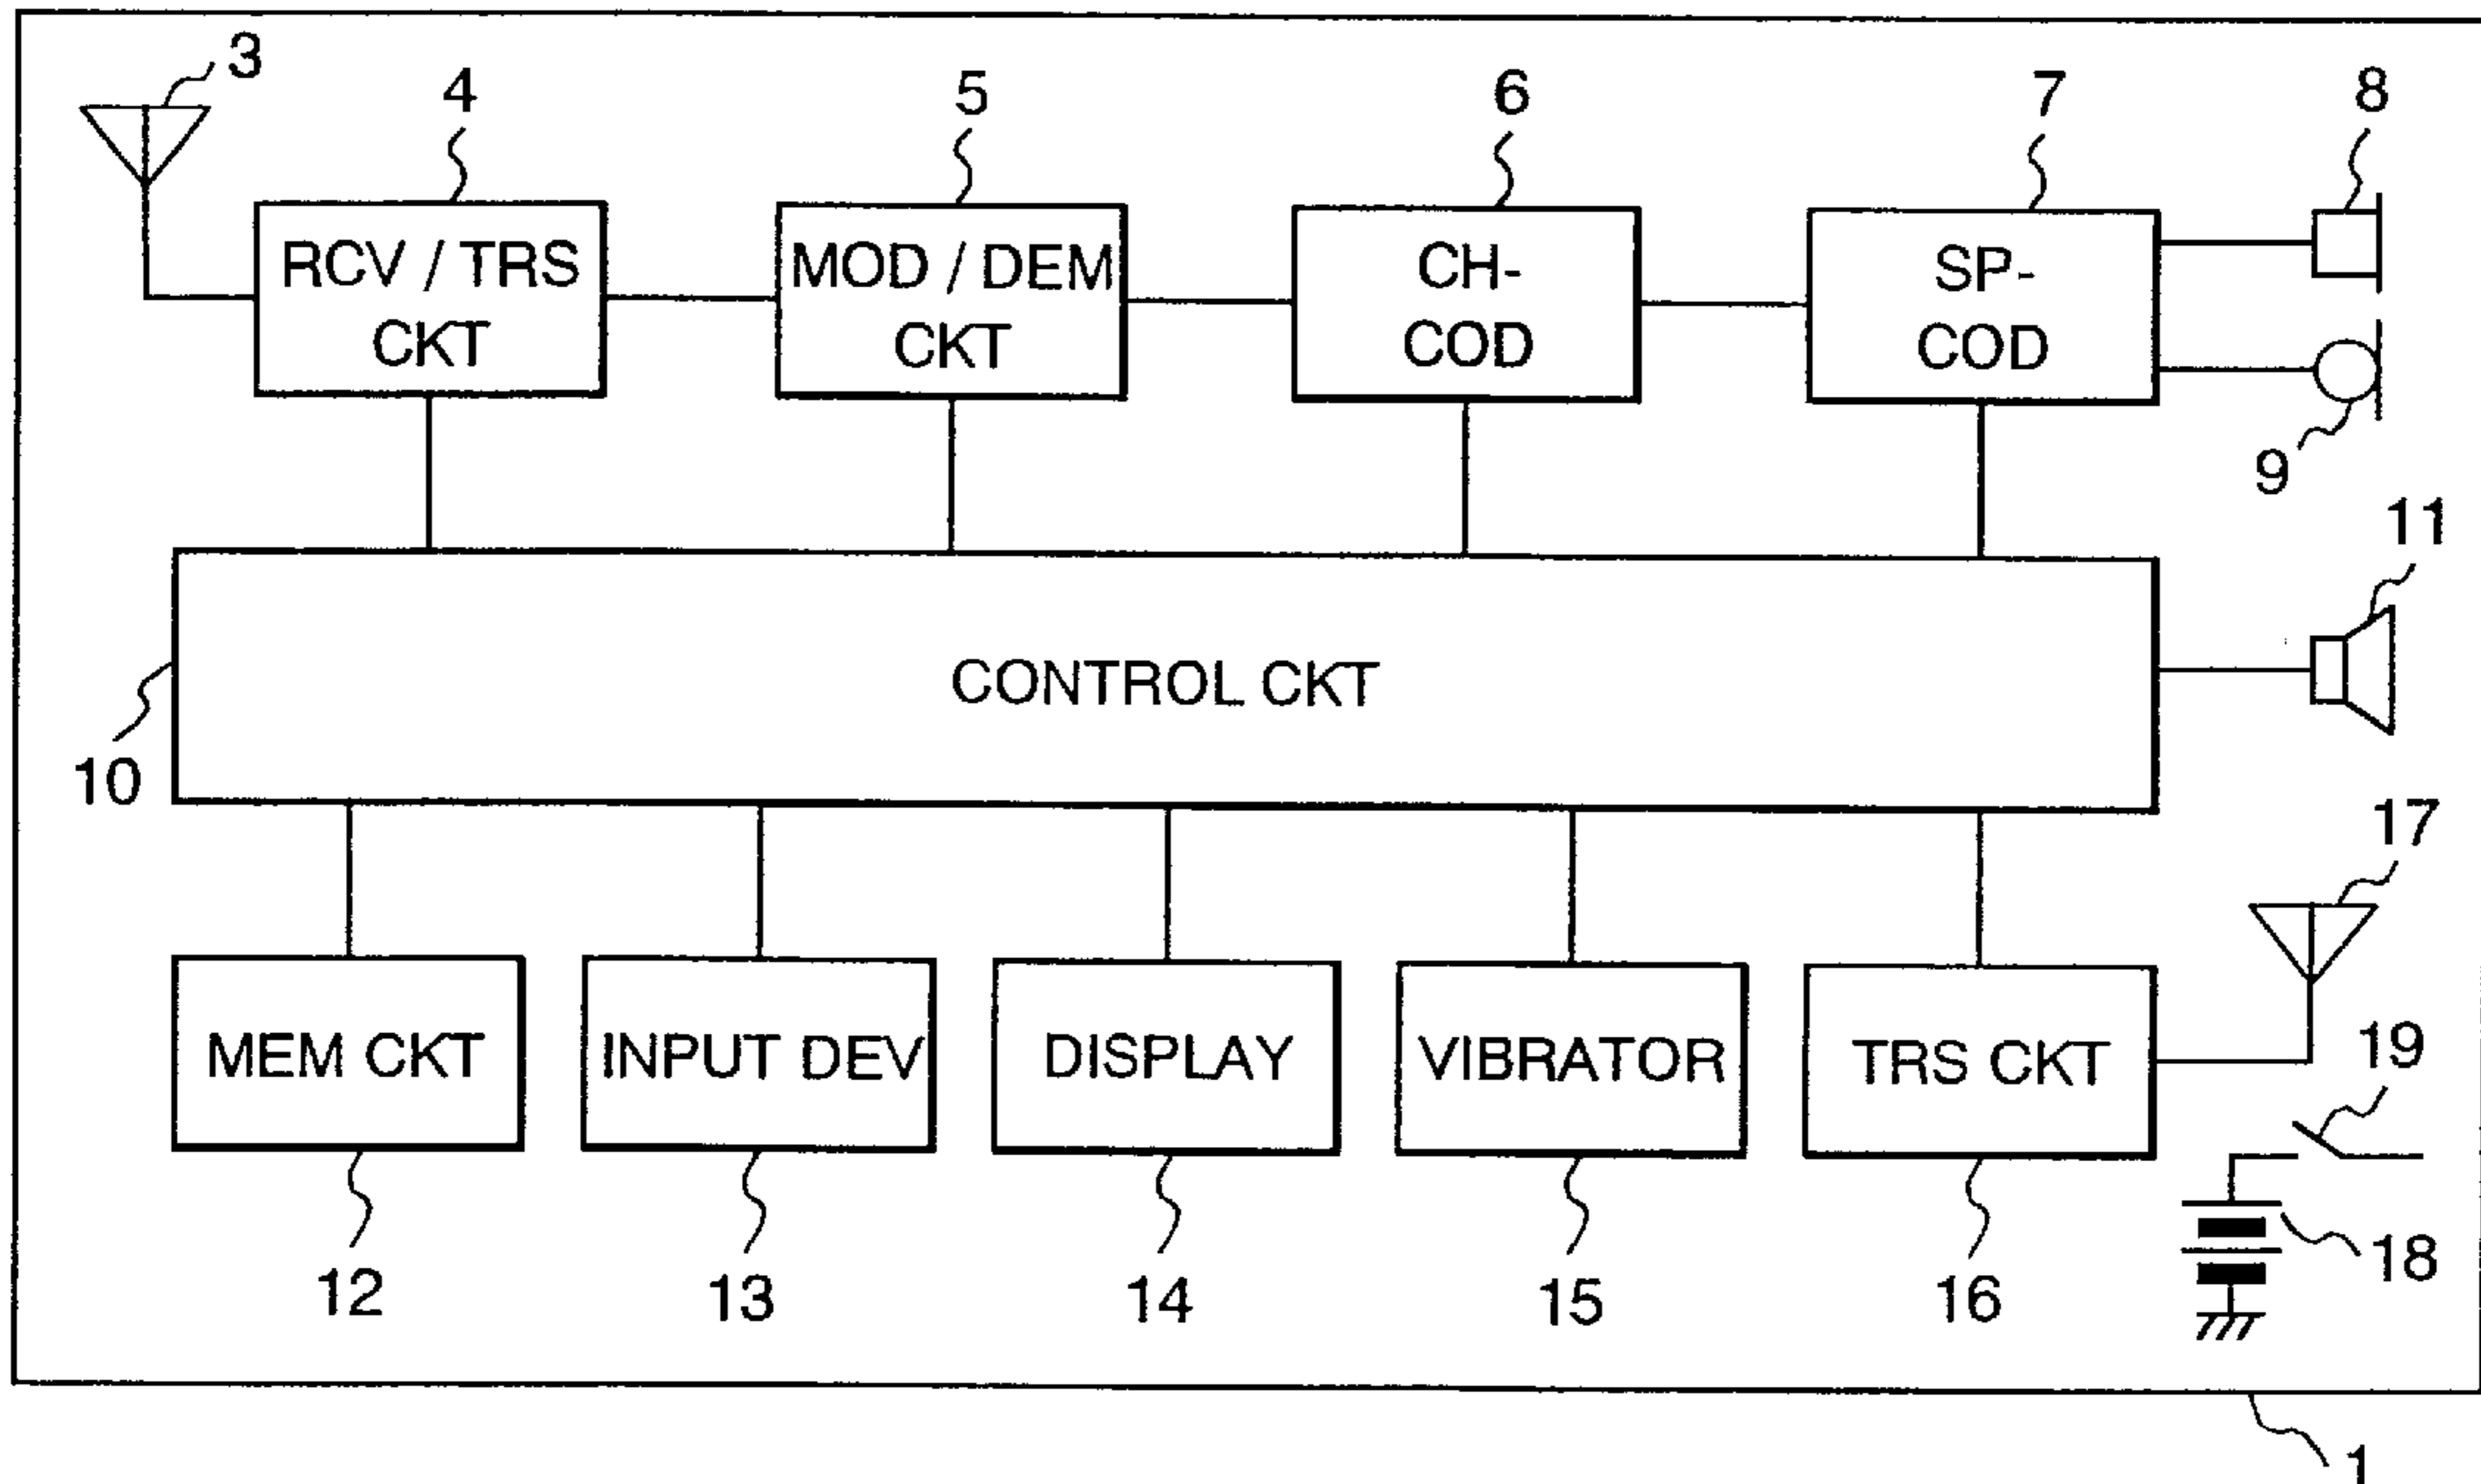 3
4
5
6
7
8
RCV / TRS
CKT
MOD / DEM
CKT
CH-
COD
SP-
COD
9
11
CONTROL CKT
10
17
MEM CKT
INPUT DEV
DISPLAY
VIBRATOR
TRS CKT
19
18
12
13
14
15
16
1